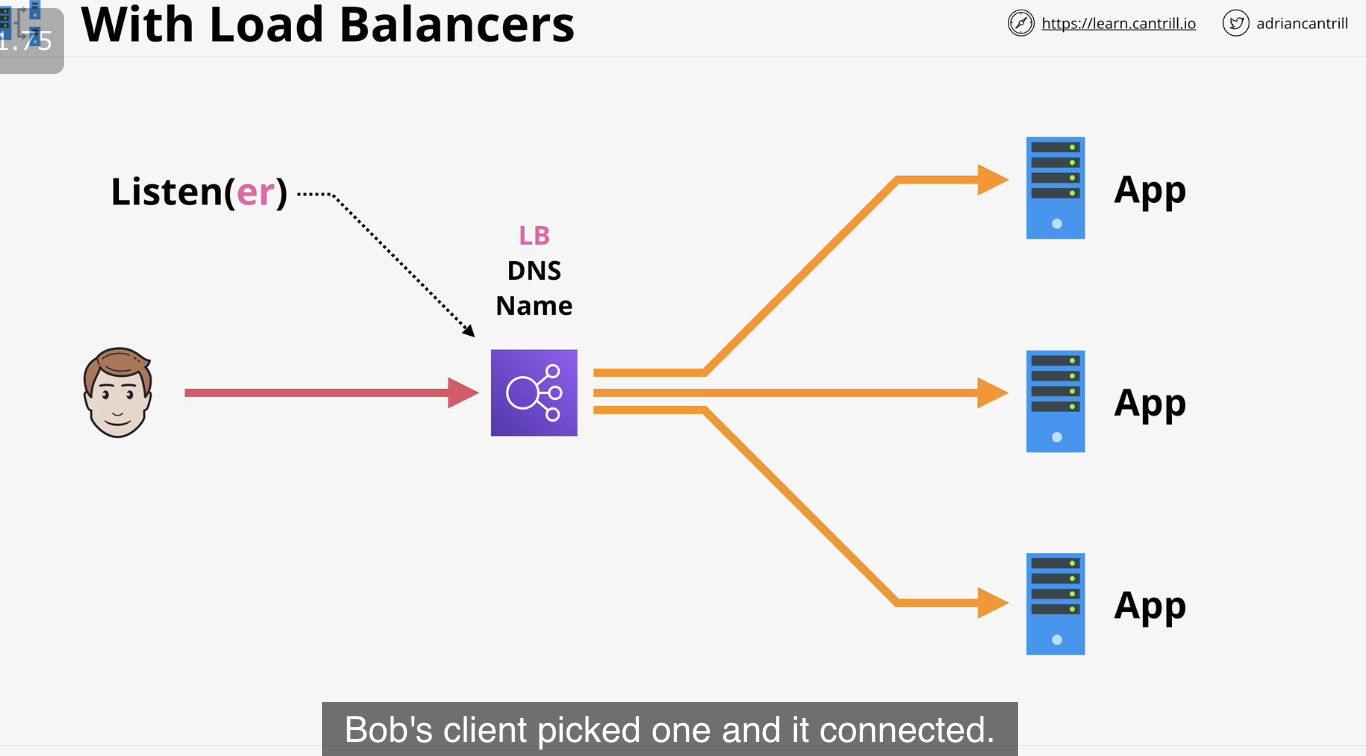 1.75
With Load Balancers
https://learn.cantrill.io
adriancantrill
Listen(er)
LB
DNS
Name
App
App
App
Bob's client picked one and it connected.